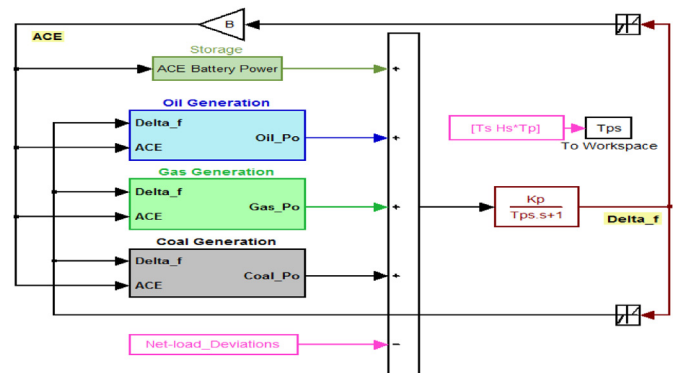 B
ACE
Storage
ACE Battery Power
+
Oil Generation
Delta_f
Oil_Po
ACE
+
[Ts Hs*Tp]
Tps
To Workspace
Gas Generation
Delta_f
Gas_Po
ACE
+
Kp
Tps.s+1
Delta_f
Coal Generation
Delta_f
Coal_Po
ACE
+
Net-load_Deviations
−